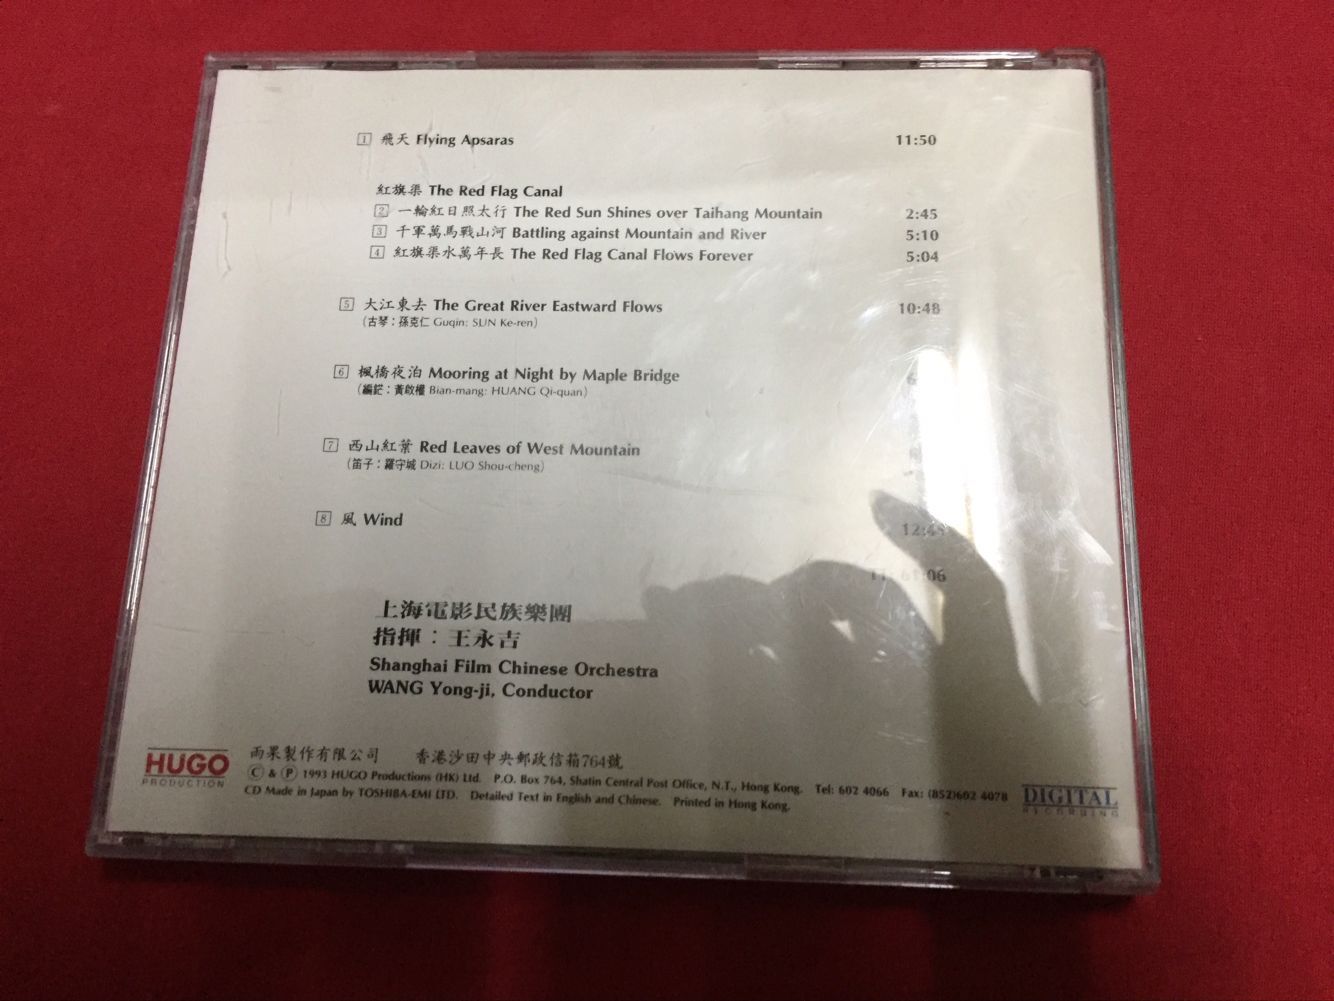 1 飛天 Flying Apsaras 11:50
紅旗渠 The Red Flag Canal
2 一輪紅日照太行 The Red Sun Shines over Taihang Mountain 2:45
3 千軍萬馬戰山河 Battling against Mountain and River 5:10
4 紅旗渠水萬年長 The Red Flag Canal Flows Forever 5:04
5 大江東去 The Great River Eastward Flows 10:48
(古琴：孫克仁 Guqin: SUN Ke-ren)
6 楓橋夜泊 Mooring at Night by Maple Bridge
(編鋩：黃啟權 Bian-mang: HUANG Qi-quan)
7 西山紅葉 Red Leaves of West Mountain
(笛子：羅守城 Dizi: LUO Shou-cheng)
8 風 Wind
TT: 61:06
上海電影民族樂團
指揮：王永吉
Shanghai Film Chinese Orchestra
WANG Yong-ji, Conductor
HUGO
PRODUCTION
雨果製作有限公司 香港沙田中央郵政信箱764號
© & ℗ 1993 HUGO Productions (HK) Ltd. P.O. Box 764, Shatin Central Post Office, N.T., Hong Kong. Tel: 602 4066 Fax: (852)602 4078
CD Made in Japan by TOSHIBA-EMI LTD. Detailed Text in English and Chinese. Printed in Hong Kong.
DIGITAL
RECORDING